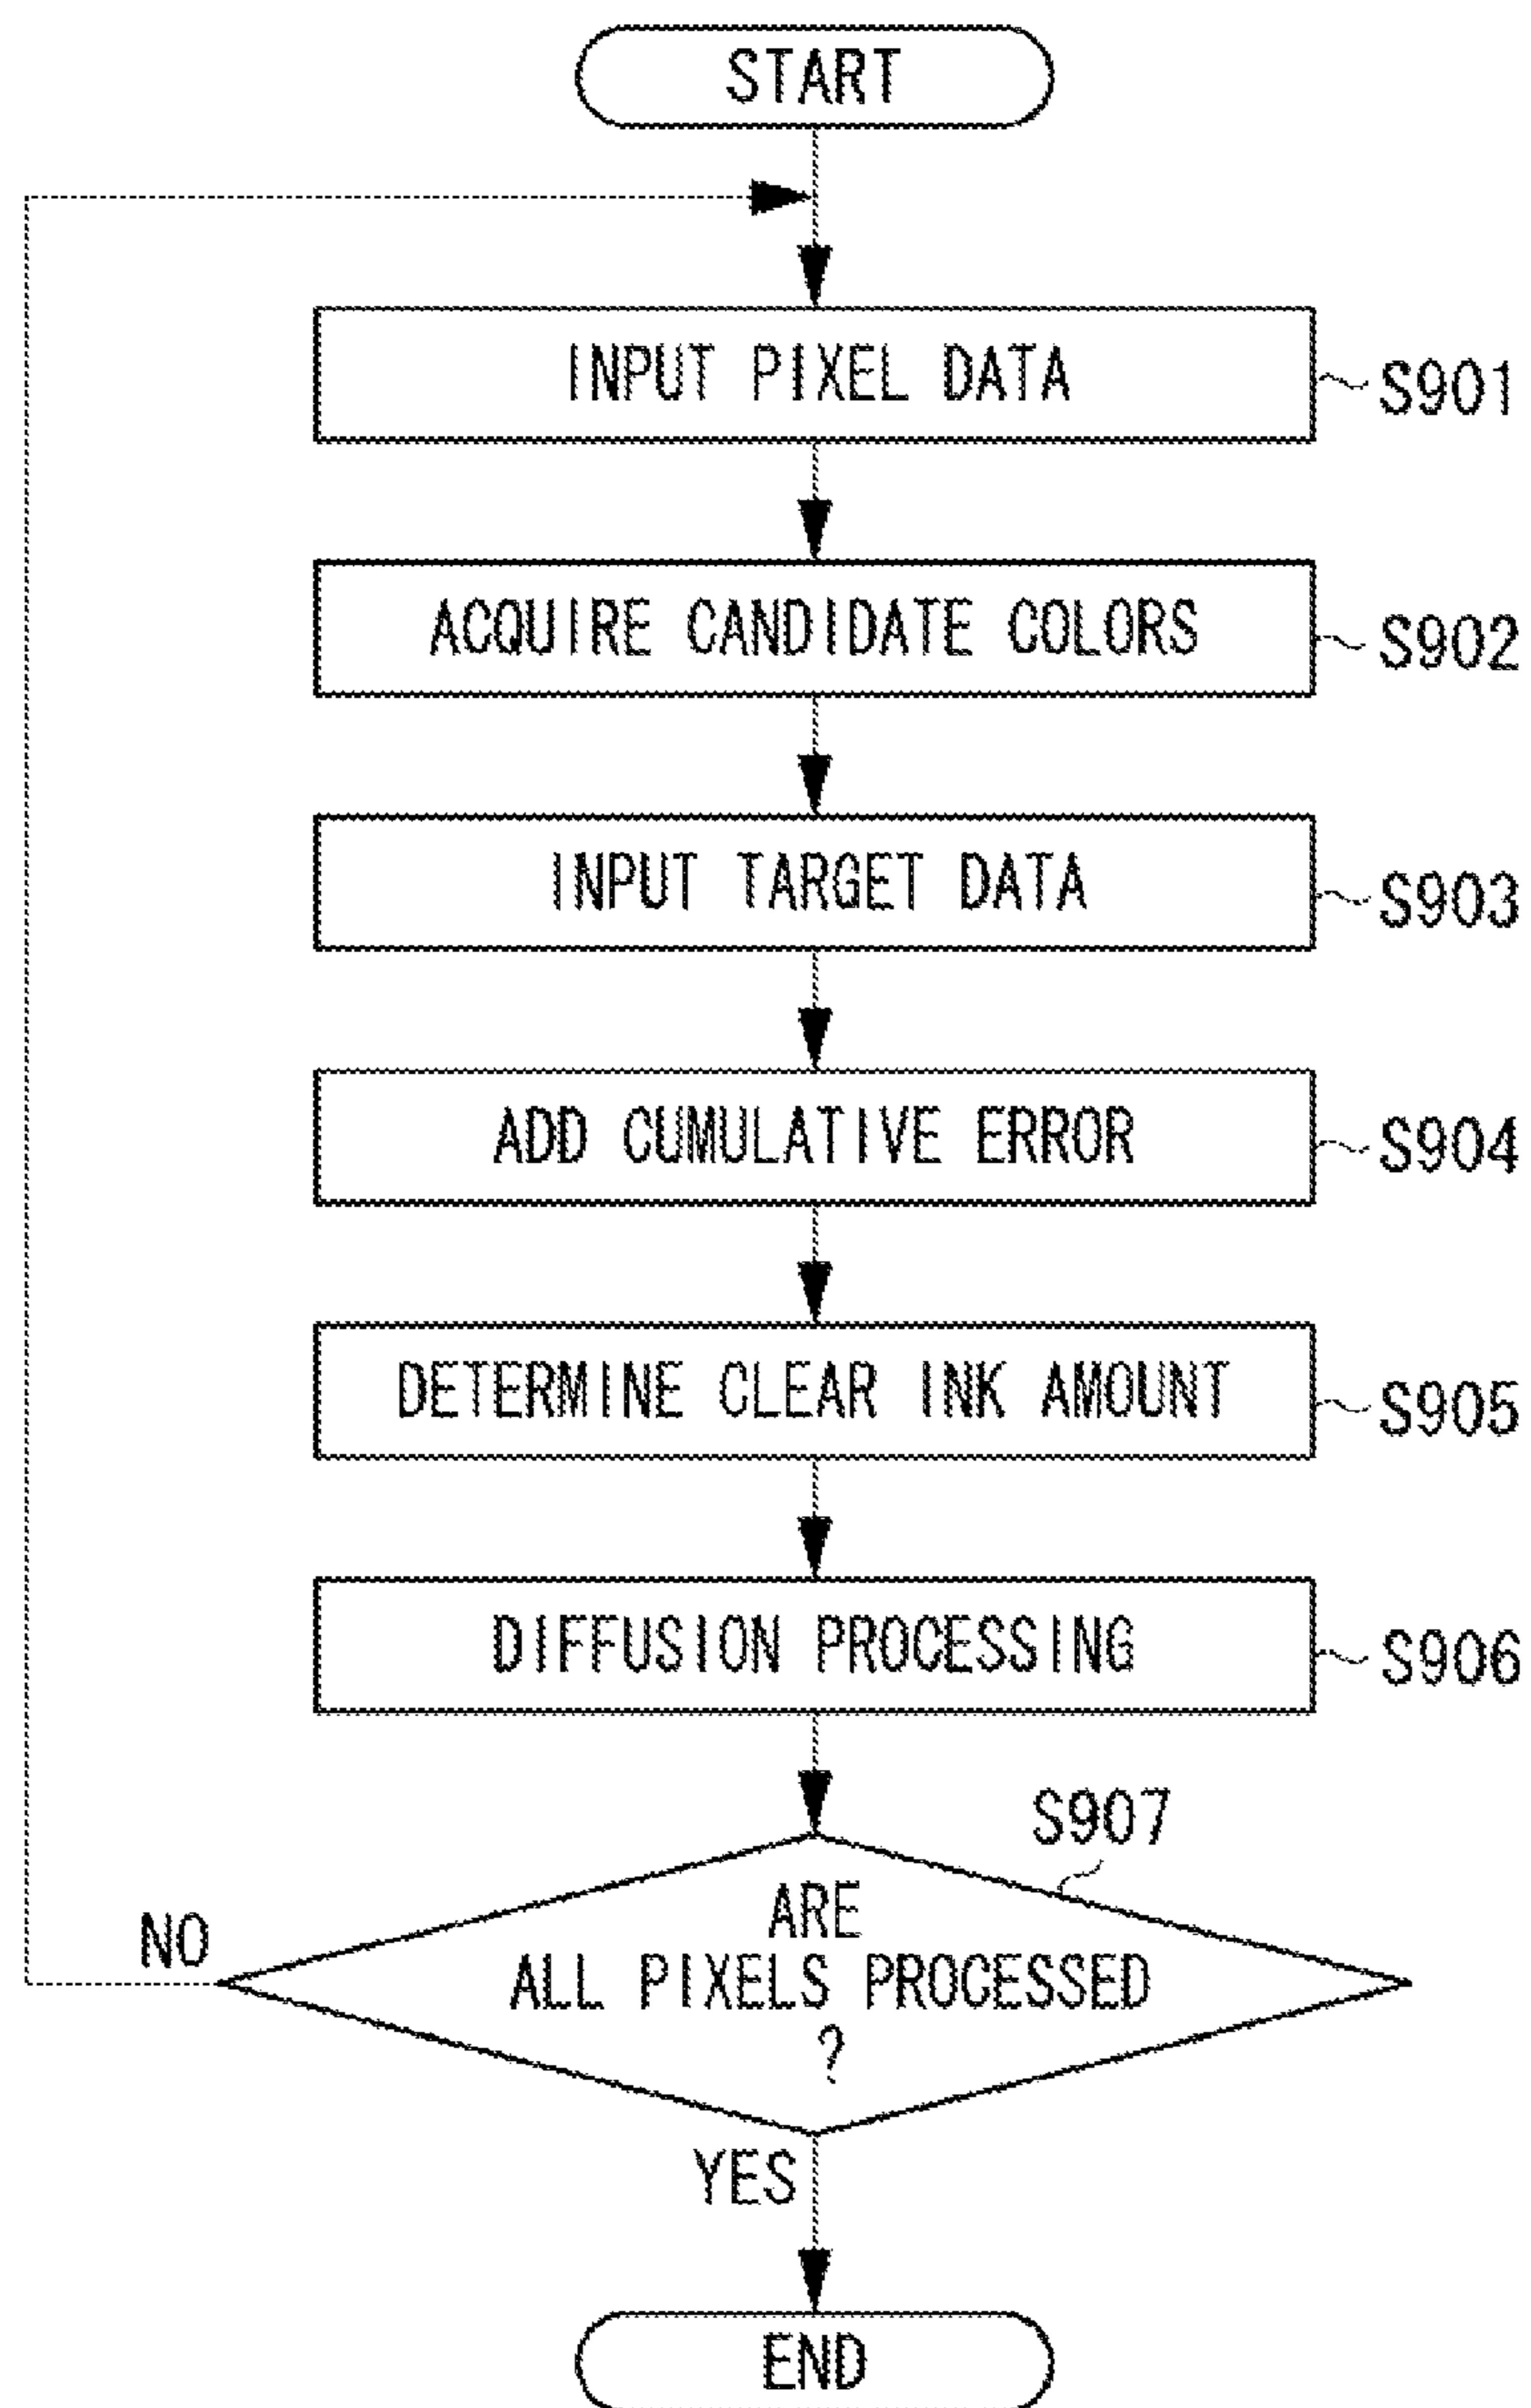 START
INPUT PIXEL DATA
S901
ACQUIRE CANDIDATE COLORS
S902
INPUT TARGET DATA
S903
ADD CUMULATIVE ERROR
S904
DETERMINE CLEAR INK AMOUNT
S905
DIFFUSION PROCESSING
S906
S907
ARE
ALL PIXELS PROCESSED
?
NO
YES
END